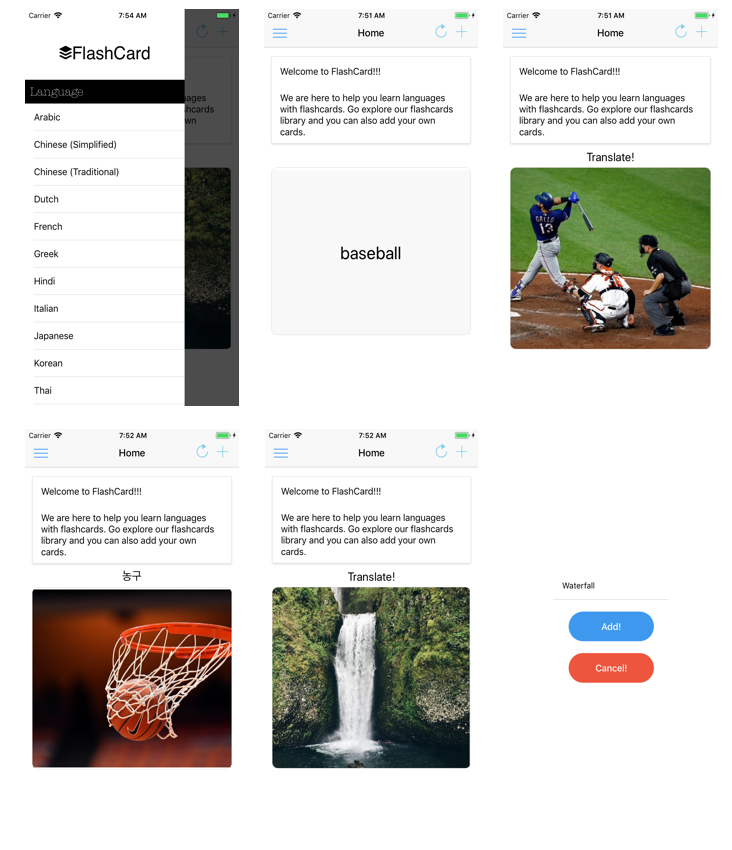 Carrier 7:54 AM
FlashCard
Language
Arabic
Chinese (Simplified)
Chinese (Traditional)
Dutch
French
Greek
Hindi
Italian
Japanese
Korean
Thai
ages
hcards
wn
Carrier 7:51 AM
Home
Welcome to FlashCard!!!
We are here to help you learn languages
with flashcards. Go explore our flashcards
library and you can also add your own
cards.
baseball
Carrier 7:51 AM
Home
Welcome to FlashCard!!!
We are here to help you learn languages
with flashcards. Go explore our flashcards
library and you can also add your own
cards.
Translate!
GALLO
13
Carrier 7:52 AM
Home
Welcome to FlashCard!!!
We are here to help you learn languages
with flashcards. Go explore our flashcards
library and you can also add your own
cards.
농구
Carrier 7:52 AM
Home
Welcome to FlashCard!!!
We are here to help you learn languages
with flashcards. Go explore our flashcards
library and you can also add your own
cards.
Translate!
Waterfall
Add!
Cancel!